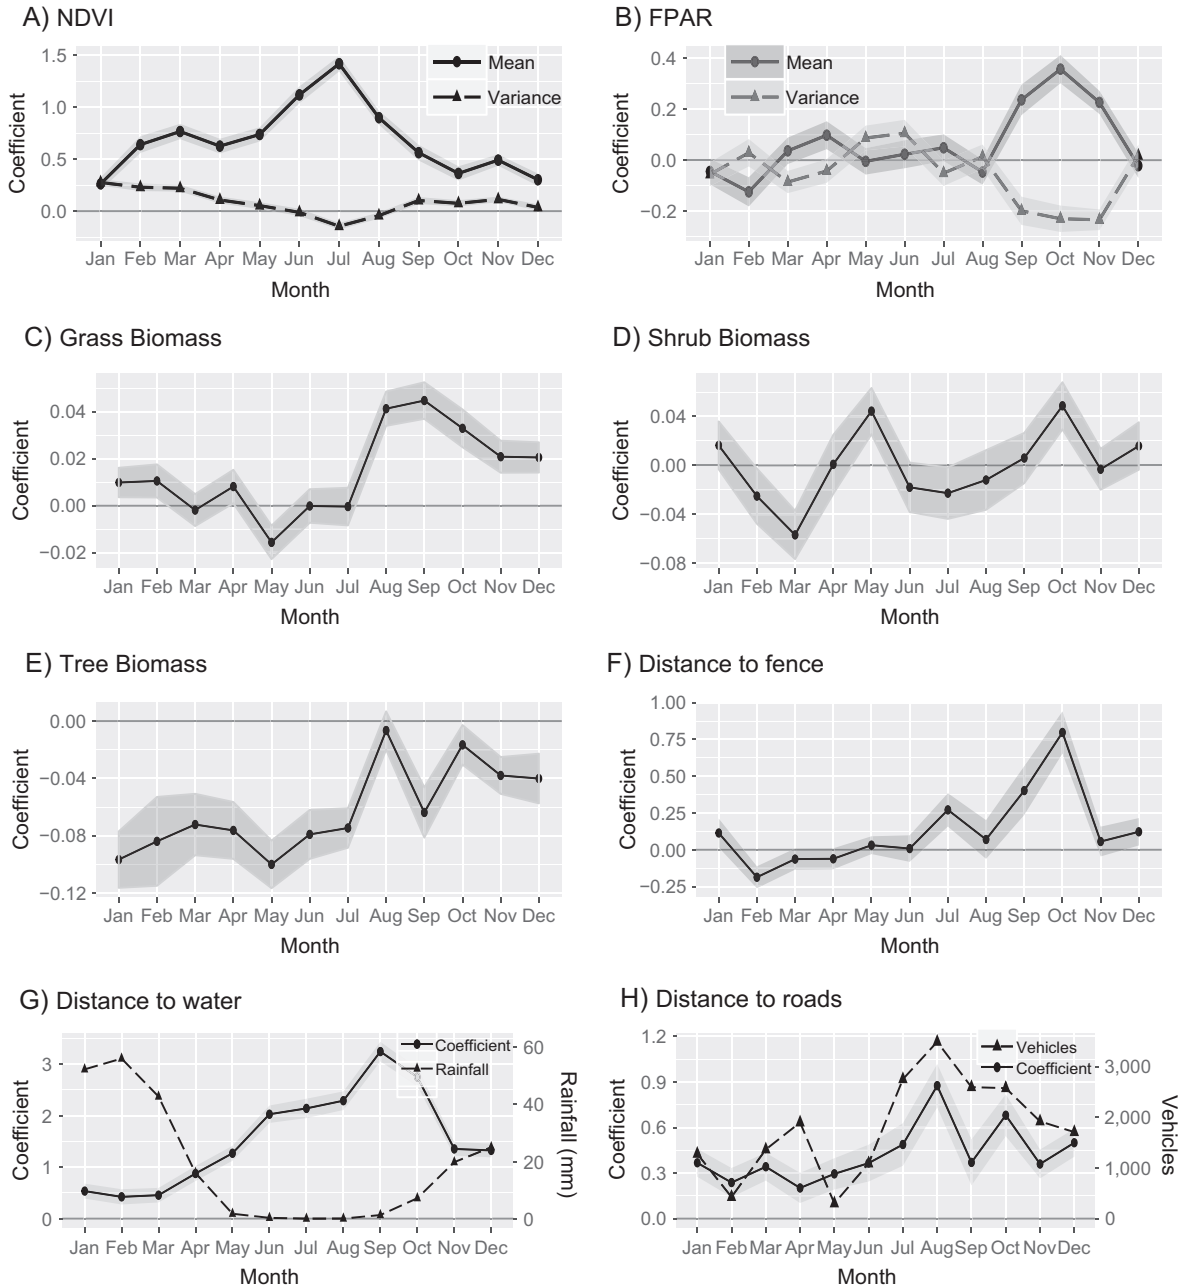 A) NDVI
B) FPAR
1.5
1.0
0.5
0.0
Coefficient
Mean
Variance
Jan Feb Mar Apr May Jun Jul Aug Sep Oct Nov Dec
Month
0.4
0.2
0.0
−0.2
Coefficient
Mean
Variance
Jan Feb Mar Apr May Jun Jul Aug Sep Oct Nov Dec
Month
C) Grass Biomass
D) Shrub Biomass
0.04
0.02
0.00
−0.02
Coefficient
Jan Feb Mar Apr May Jun Jul Aug Sep Oct Nov Dec
Month
0.04
0.00
−0.04
−0.08
Coefficient
Jan Feb Mar Apr May Jun Jul Aug Sep Oct Nov Dec
Month
E) Tree Biomass
F) Distance to fence
0.00
−0.04
−0.08
−0.12
Coefficient
Jan Feb Mar Apr May Jun Jul Aug Sep Oct Nov Dec
Month
1.00
0.75
0.50
0.25
0.00
−0.25
Coefficient
Jan Feb Mar Apr May Jun Jul Aug Sep Oct Nov Dec
Month
G) Distance to water
H) Distance to roads
3
2
1
0
Coefficient
Coefficient
Rainfall
60
40
20
0
Rainfall (mm)
Jan Feb Mar Apr May Jun Jul Aug Sep Oct Nov Dec
Month
1.2
0.9
0.6
0.3
0.0
Coefficient
Vehicles
Coefficient
3,000
2,000
1,000
0
Vehicles
Jan Feb Mar Apr May Jun Jul Aug Sep Oct Nov Dec
Month